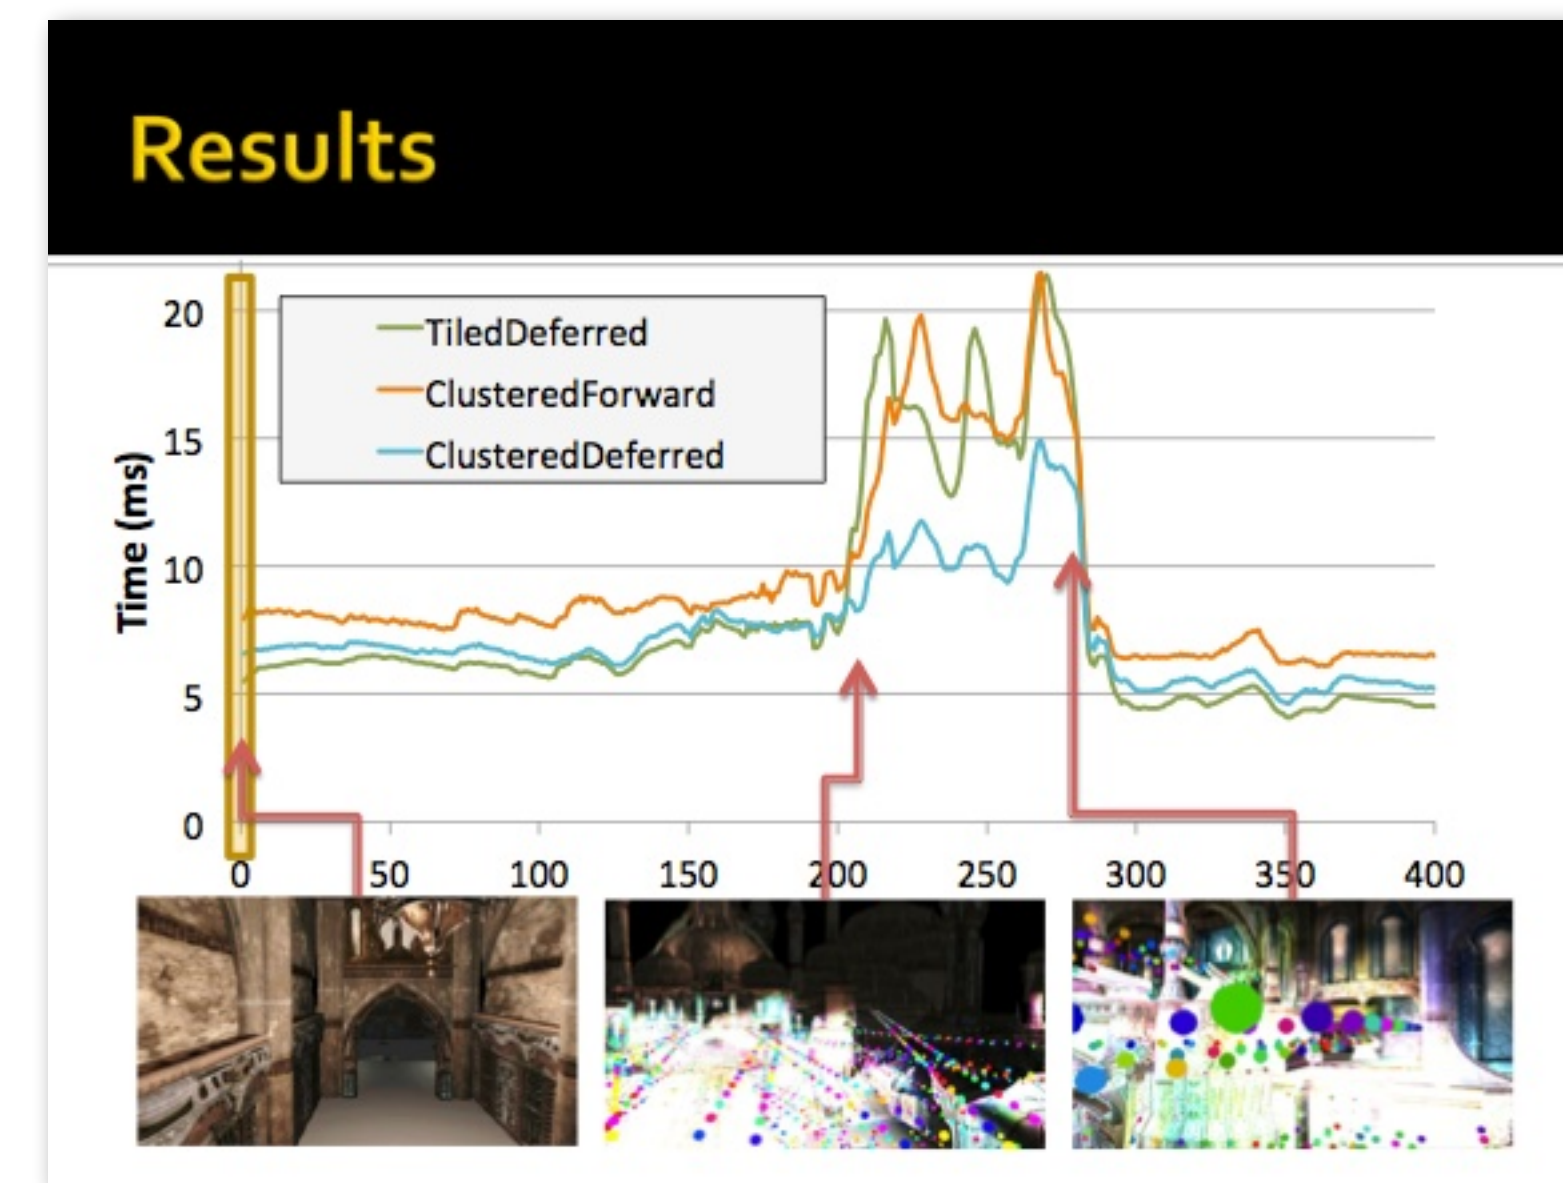 Results
20
15
10
5
0
Time (ms)
TiledDeferred
ClusteredForward
ClusteredDeferred
0 50 100 150 200 250 300 350 400